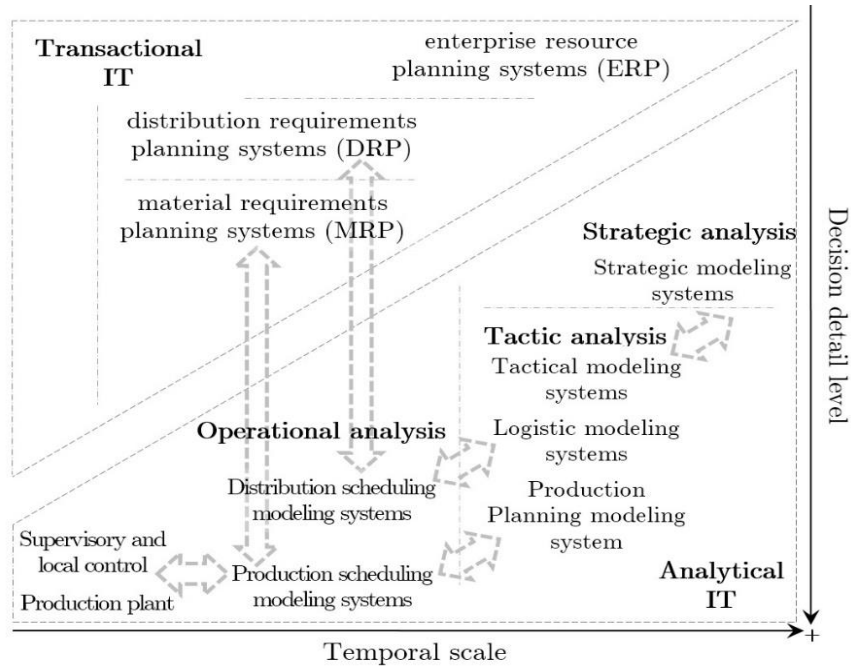 Transactional
IT
enterprise resource
planning systems (ERP)
distribution requirements
planning systems (DRP)
material requirements
planning systems (MRP)
Strategic analysis
Strategic modeling
systems
Tactic analysis
Tactical modeling
systems
Logistic modeling
systems
Production
Planning modeling
system
Operational analysis
Distribution scheduling
modeling systems
Supervisory and
local control
Production plant
Production scheduling
modeling systems
Analytical
IT
Decision detail level
+
Temporal scale